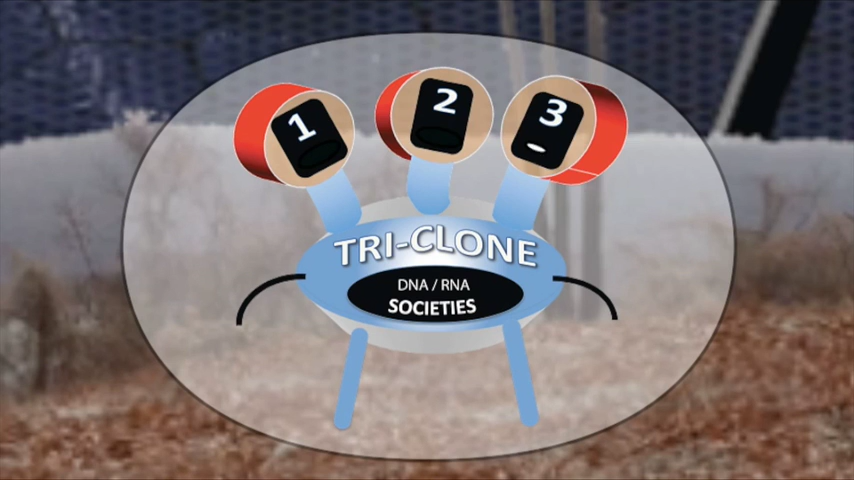 1
2
3
TRI-CLONE
DNA / RNA
SOCIETIES